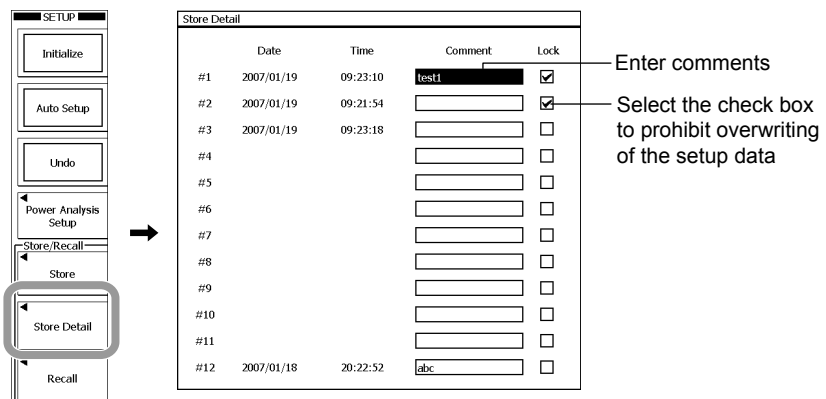 SETUP
Initialize
Auto Setup
Undo
Power Analysis
Setup
Store/Recall
Store
Store Detail
Recall
Store Detail
Date Time Comment Lock
#1 2007/01/19 09:23:10 test1
#2 2007/01/19 09:21:54
#3 2007/01/19 09:23:18
#4
#5
#6
#7
#8
#9
#10
#11
#12 2007/01/18 20:22:52 abc
Enter comments
Select the check box
to prohibit overwriting
of the setup data